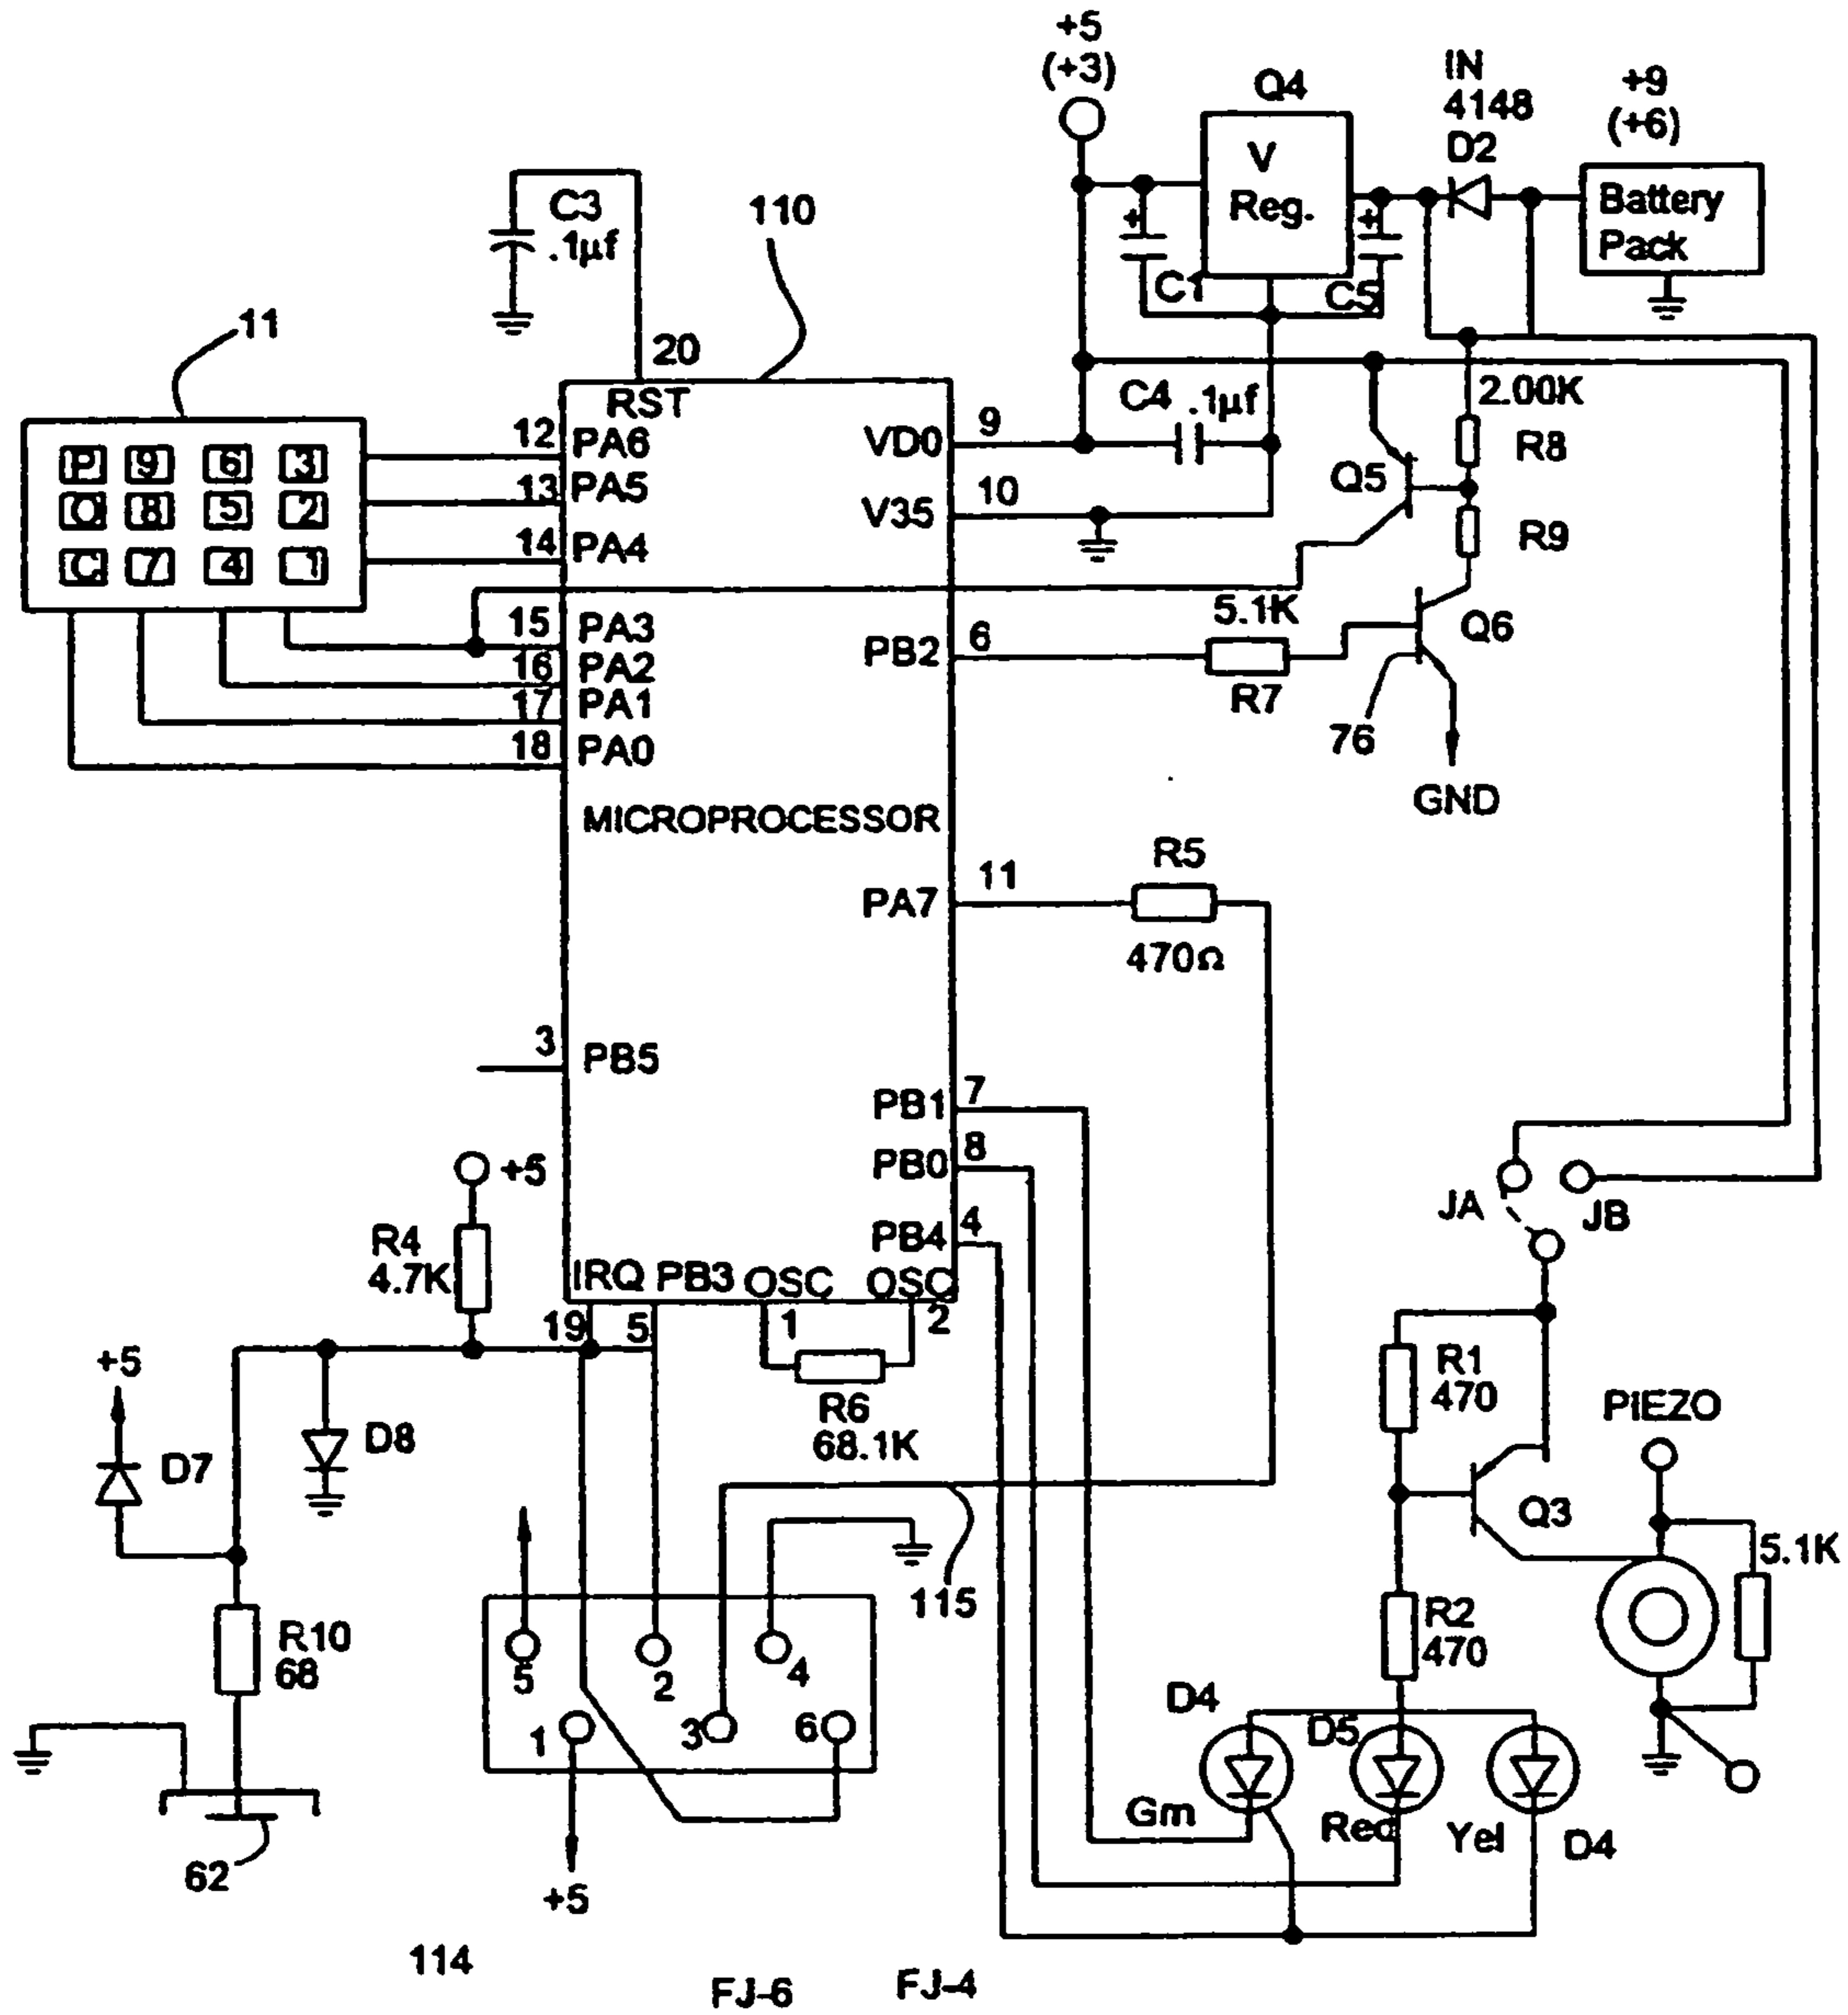 +5
(+3)
Q4
IN
4148
D2
+9
(+6)
V
Reg.
Battery
Pack
+
C1
+
C5
C3
.1µf
110
11
20
RST
P 9 6 3
O 8 5 2
C 7 4 1
12
PA6
13
PA5
14
PA4
15
PA3
16
PA2
17
PA1
18
PA0
VD0
9
C4
.1µf
V35
10
2.00K
R8
Q5
R9
PB2
6
5.1K
R7
Q6
76
GND
MICROPROCESSOR
PA7
11
R5
470Ω
3
PB5
PB1
7
PB0
8
PB4
4
+5
R4
4.7K
IRQ
PB3
OSC
OSC
19
5
1
2
R6
68.1K
JA
JB
+5
D7
D8
R1
470
PIEZO
Q3
5.1K
115
R10
68
5
2
4
1
3
6
R2
470
D4
D5
Gm
Red
Yel
D4
62
+5
114
FJ-6
FJ-4